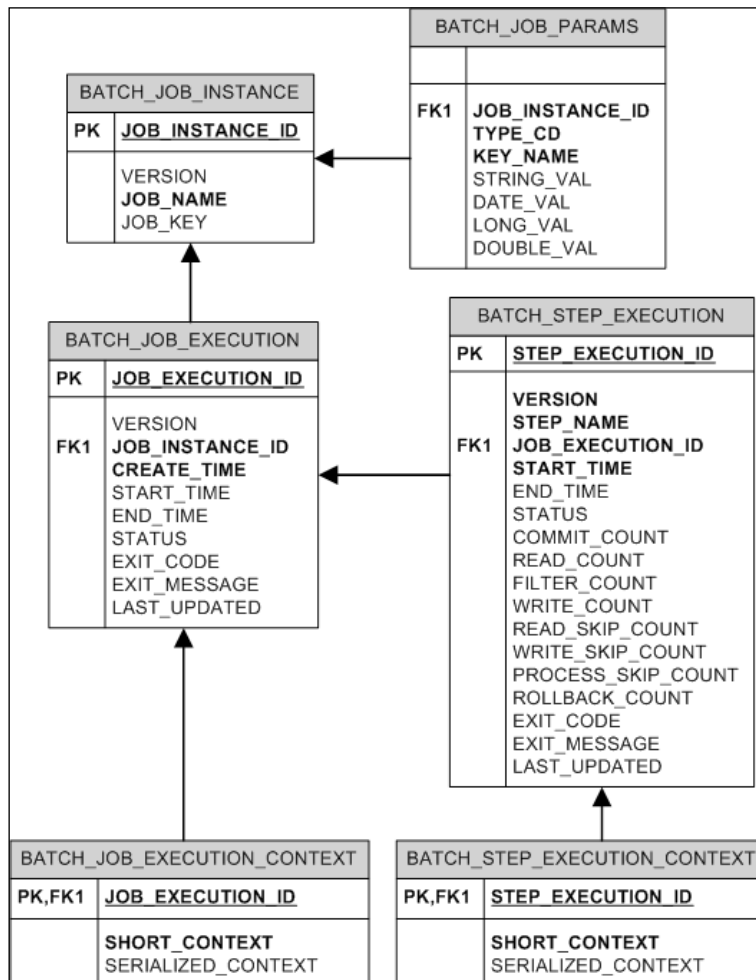 BATCH_JOB_PARAMS
FK1 JOB_INSTANCE_ID
TYPE_CD
KEY_NAME
STRING_VAL
DATE_VAL
LONG_VAL
DOUBLE_VAL
BATCH_JOB_INSTANCE
PK JOB_INSTANCE_ID
VERSION
JOB_NAME
JOB_KEY
BATCH_JOB_EXECUTION
PK JOB_EXECUTION_ID
VERSION
FK1 JOB_INSTANCE_ID
CREATE_TIME
START_TIME
END_TIME
STATUS
EXIT_CODE
EXIT_MESSAGE
LAST_UPDATED
BATCH_STEP_EXECUTION
PK STEP_EXECUTION_ID
VERSION
STEP_NAME
FK1 JOB_EXECUTION_ID
START_TIME
END_TIME
STATUS
COMMIT_COUNT
READ_COUNT
FILTER_COUNT
WRITE_COUNT
READ_SKIP_COUNT
WRITE_SKIP_COUNT
PROCESS_SKIP_COUNT
ROLLBACK_COUNT
EXIT_CODE
EXIT_MESSAGE
LAST_UPDATED
BATCH_JOB_EXECUTION_CONTEXT
PK,FK1 JOB_EXECUTION_ID
SHORT_CONTEXT
SERIALIZED_CONTEXT
BATCH_STEP_EXECUTION_CONTEXT
PK,FK1 STEP_EXECUTION_ID
SHORT_CONTEXT
SERIALIZED_CONTEXT